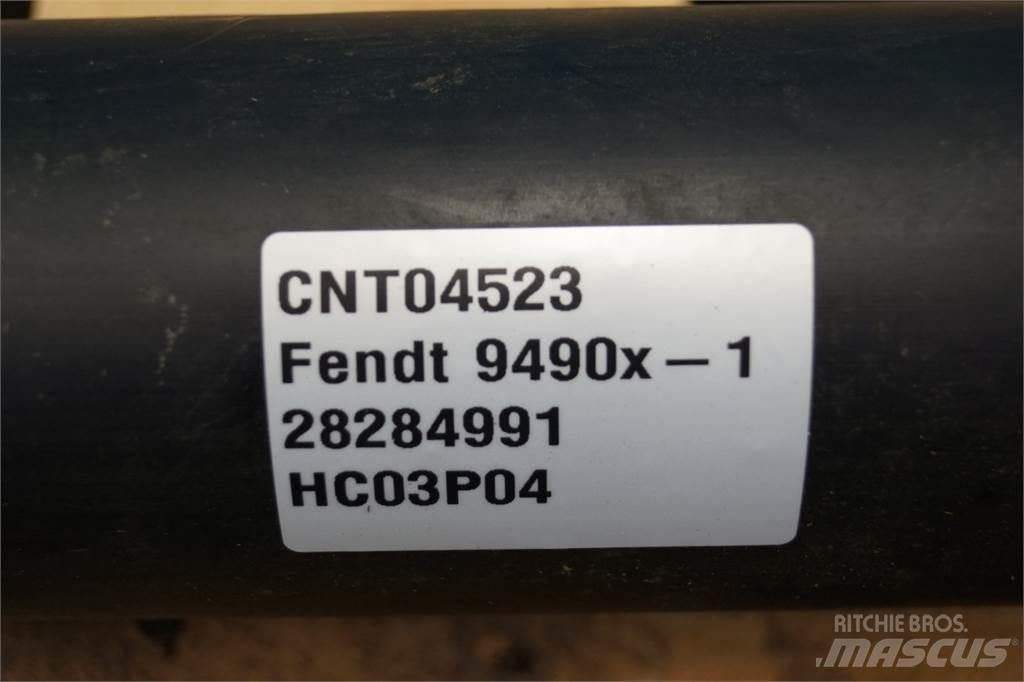 CNT04523
Fendt 9490x – 1
28284991
HC03P04
RITCHIE BROS.
MASCUS